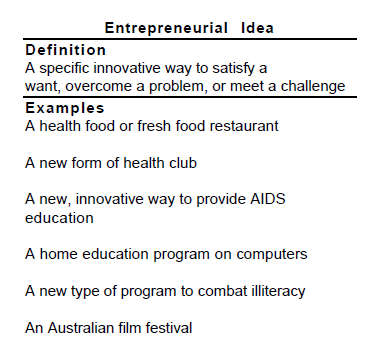 Entrepreneurial Idea
Definition
A specific innovative way to satisfy a
want, overcome a problem, or meet a challenge
Examples
A health food or fresh food restaurant
A new form of health club
A new, innovative way to provide AIDS
education
A home education program on computers
A new type of program to combat illiteracy
An Australian film festival